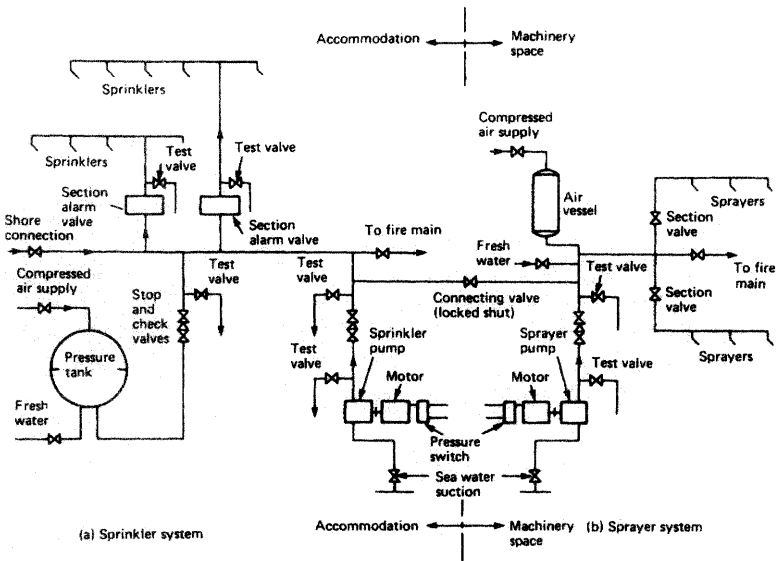 Accommodation
Machinery
space
Sprinklers
Sprinklers
Test
valve
Test valve
Section
alarm
valve
Section
alarm valve
Shore
connection
To fire main
Compressed
air supply
Air
vessel
Sprayers
Section
valve
Fresh
water
Test valve
To
fire
main
Section
valve
Sprayers
Compressed
air supply
Stop
and
check
valves
Test
valve
Test
valve
Connecting valve
(locked shut)
Pressure
tank
Sprinkler
pump
Sprayer
pump
Test
valve
Test valve
Motor
Motor
Fresh
water
Pressure
switch
Sea water
suction
(a) Sprinkler system
Accommodation
Machinery
space
(b) Sprayer system